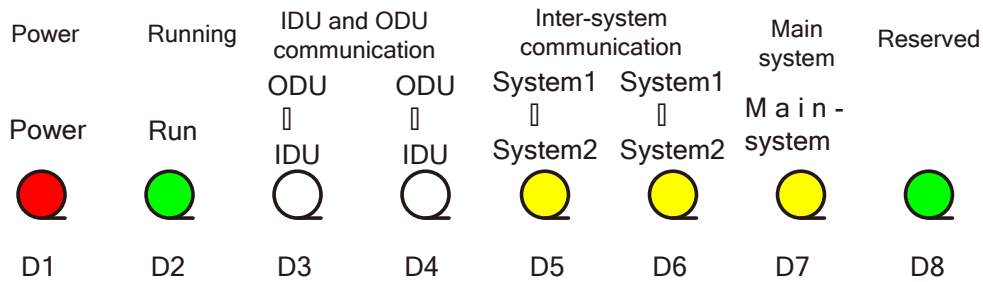 Power Running IDU and ODU communication Inter-system communication Main system Reserved
ODU ODU System1 System1
Power Run ▯ ▯ ▯ ▯ M a i n - system
IDU IDU System2 System2
D1 D2 D3 D4 D5 D6 D7 D8